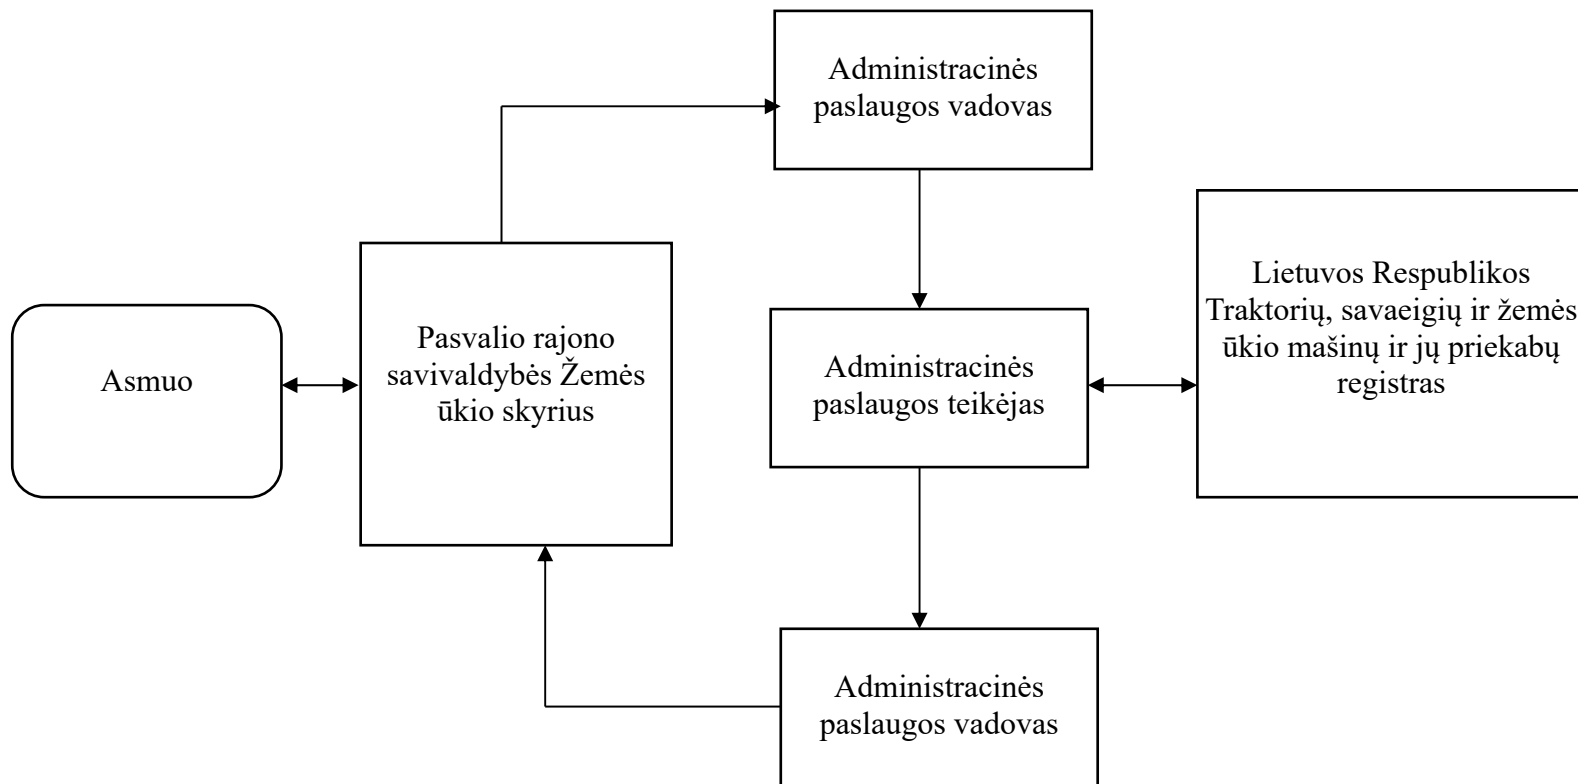 Administracinės
paslaugos vadovas
Asmuo
Pasvalio rajono
savivaldybės Žemės
ūkio skyrius
Administracinės
paslaugos teikėjas
Lietuvos Respublikos
Traktorių, savaeigių ir žemės
ūkio mašinų ir jų priekabų
registras
Administracinės
paslaugos vadovas